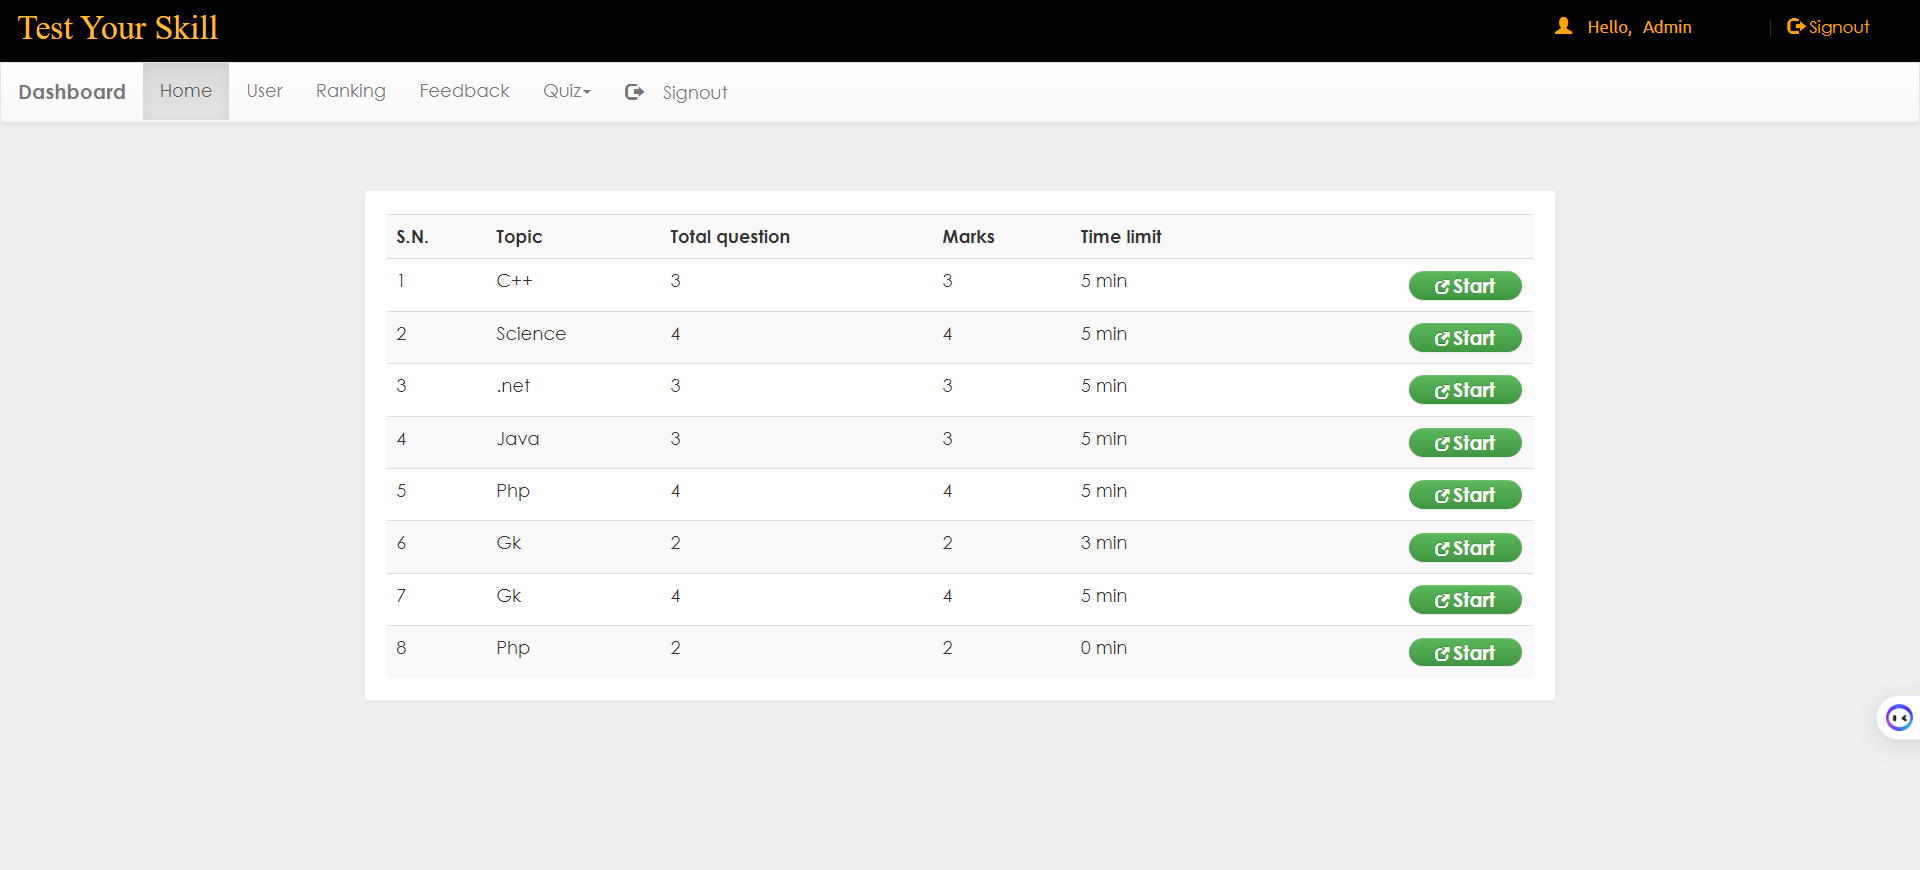 Test Your Skill
Hello, Admin | Signout
Dashboard Home User Ranking Feedback Quiz Signout
S.N. Topic Total question Marks Time limit
1 C++ 3 3 5 min Start
2 Science 4 4 5 min Start
3 .net 3 3 5 min Start
4 Java 3 3 5 min Start
5 Php 4 4 5 min Start
6 Gk 2 2 3 min Start
7 Gk 4 4 5 min Start
8 Php 2 2 0 min Start